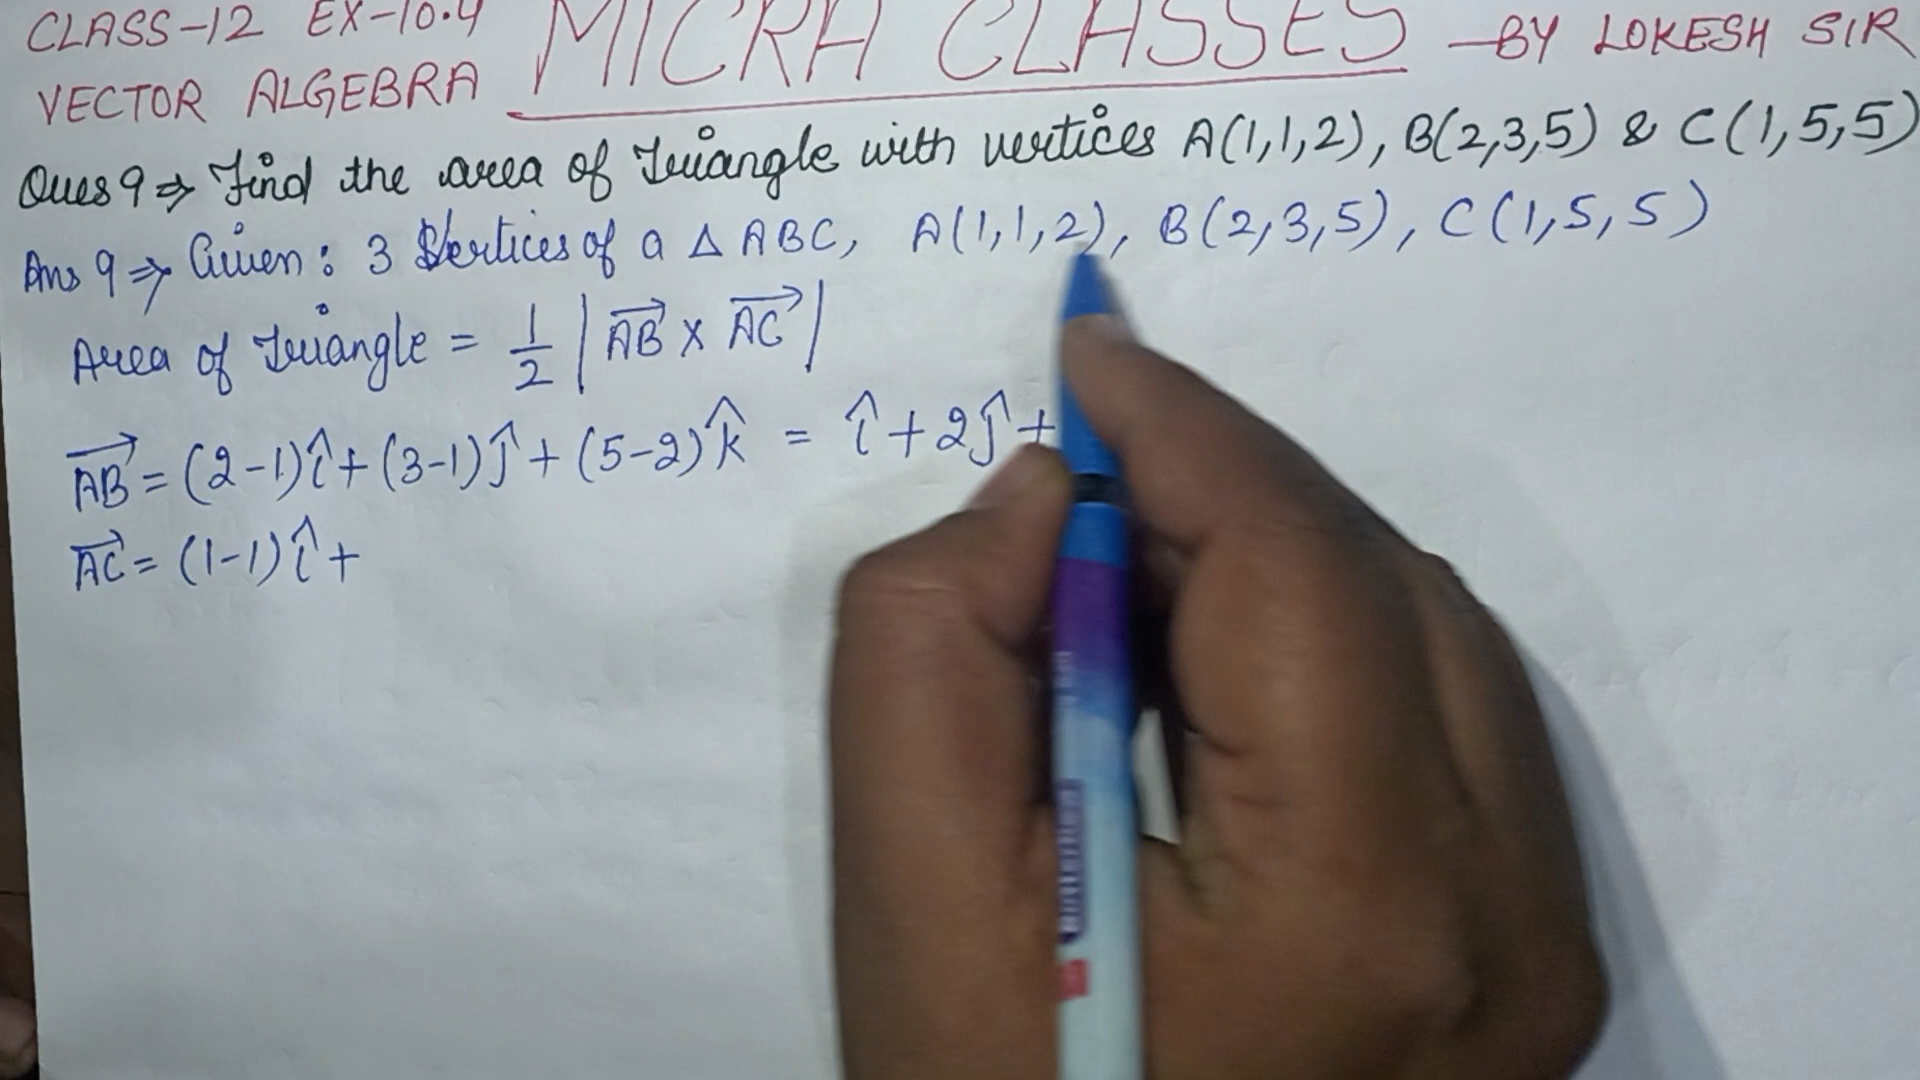 CLASS-12 EX-10.4 MICRA CLASSES -BY LOKESH SIR
VECTOR ALGEBRA
Ques 9 ⇒ Find the area of Triangle with vertices A(1,1,2), B(2,3,5) & C(1,5,5)
Ans 9 ⇒ Given: 3 Vertices of a △ ABC, A(1,1,2), B(2,3,5), C(1,5,5)
Area of Triangle = 1/2 |AB⃗ × AC⃗|
AB⃗ = (2-1)î + (3-1)ĵ + (5-2)k̂ = î + 2ĵ +
AC⃗ = (1-1)î +